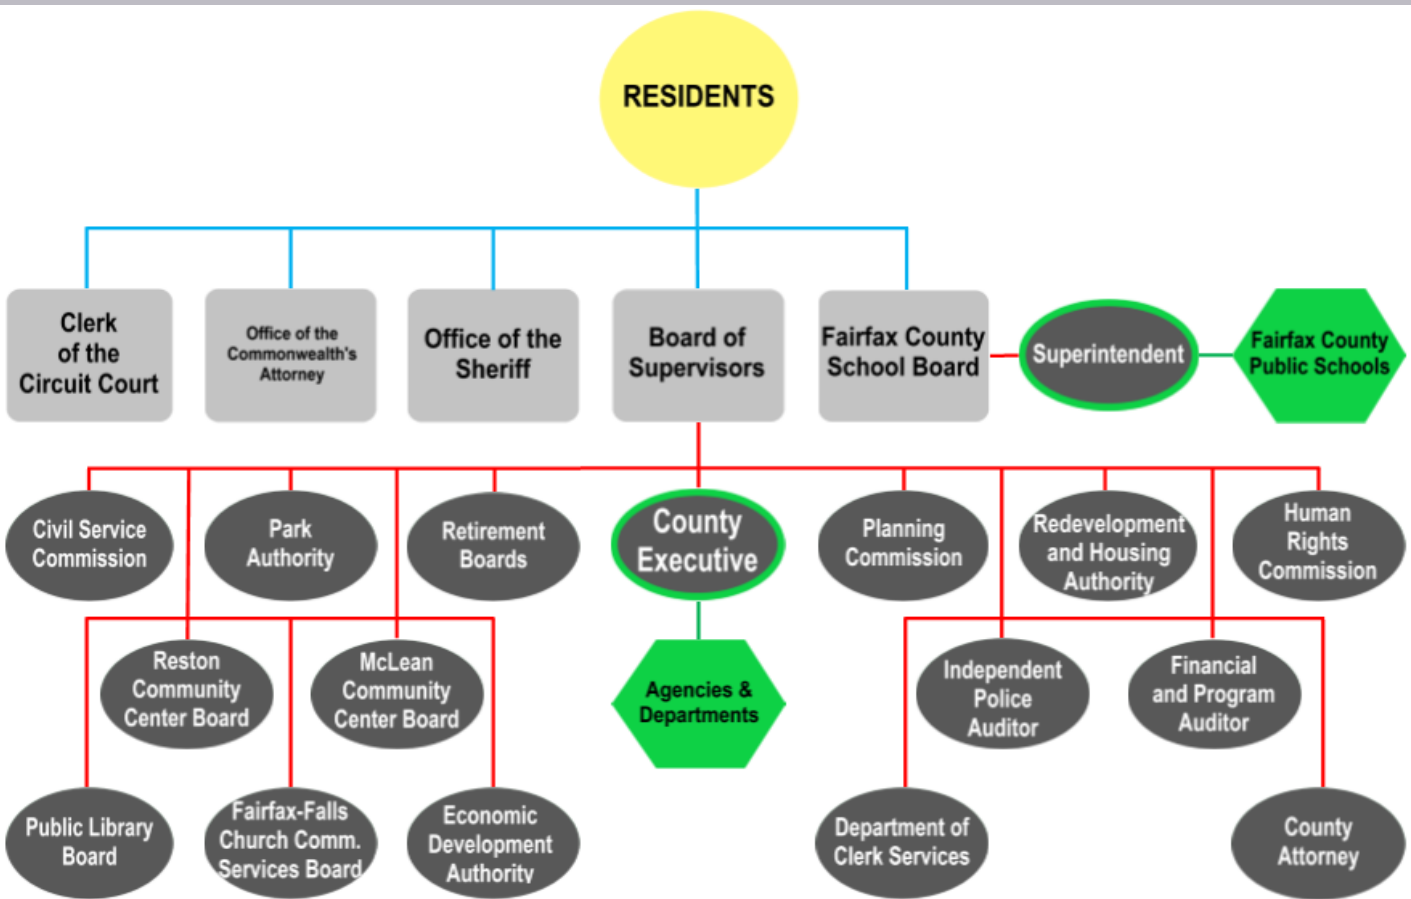 RESIDENTS
Clerk
of the
Circuit Court
Office of the
Commonwealth's
Attorney
Office of the
Sheriff
Board of
Supervisors
Fairfax County
School Board
Superintendent
Fairfax County
Public Schools
Civil Service
Commission
Park
Authority
Retirement
Boards
County
Executive
Planning
Commission
Redevelopment
and Housing
Authority
Human
Rights
Commission
Reston
Community
Center Board
McLean
Community
Center Board
Agencies &
Departments
Independent
Police
Auditor
Financial
and Program
Auditor
Public Library
Board
Fairfax-Falls
Church Comm.
Services Board
Economic
Development
Authority
Department of
Clerk Services
County
Attorney